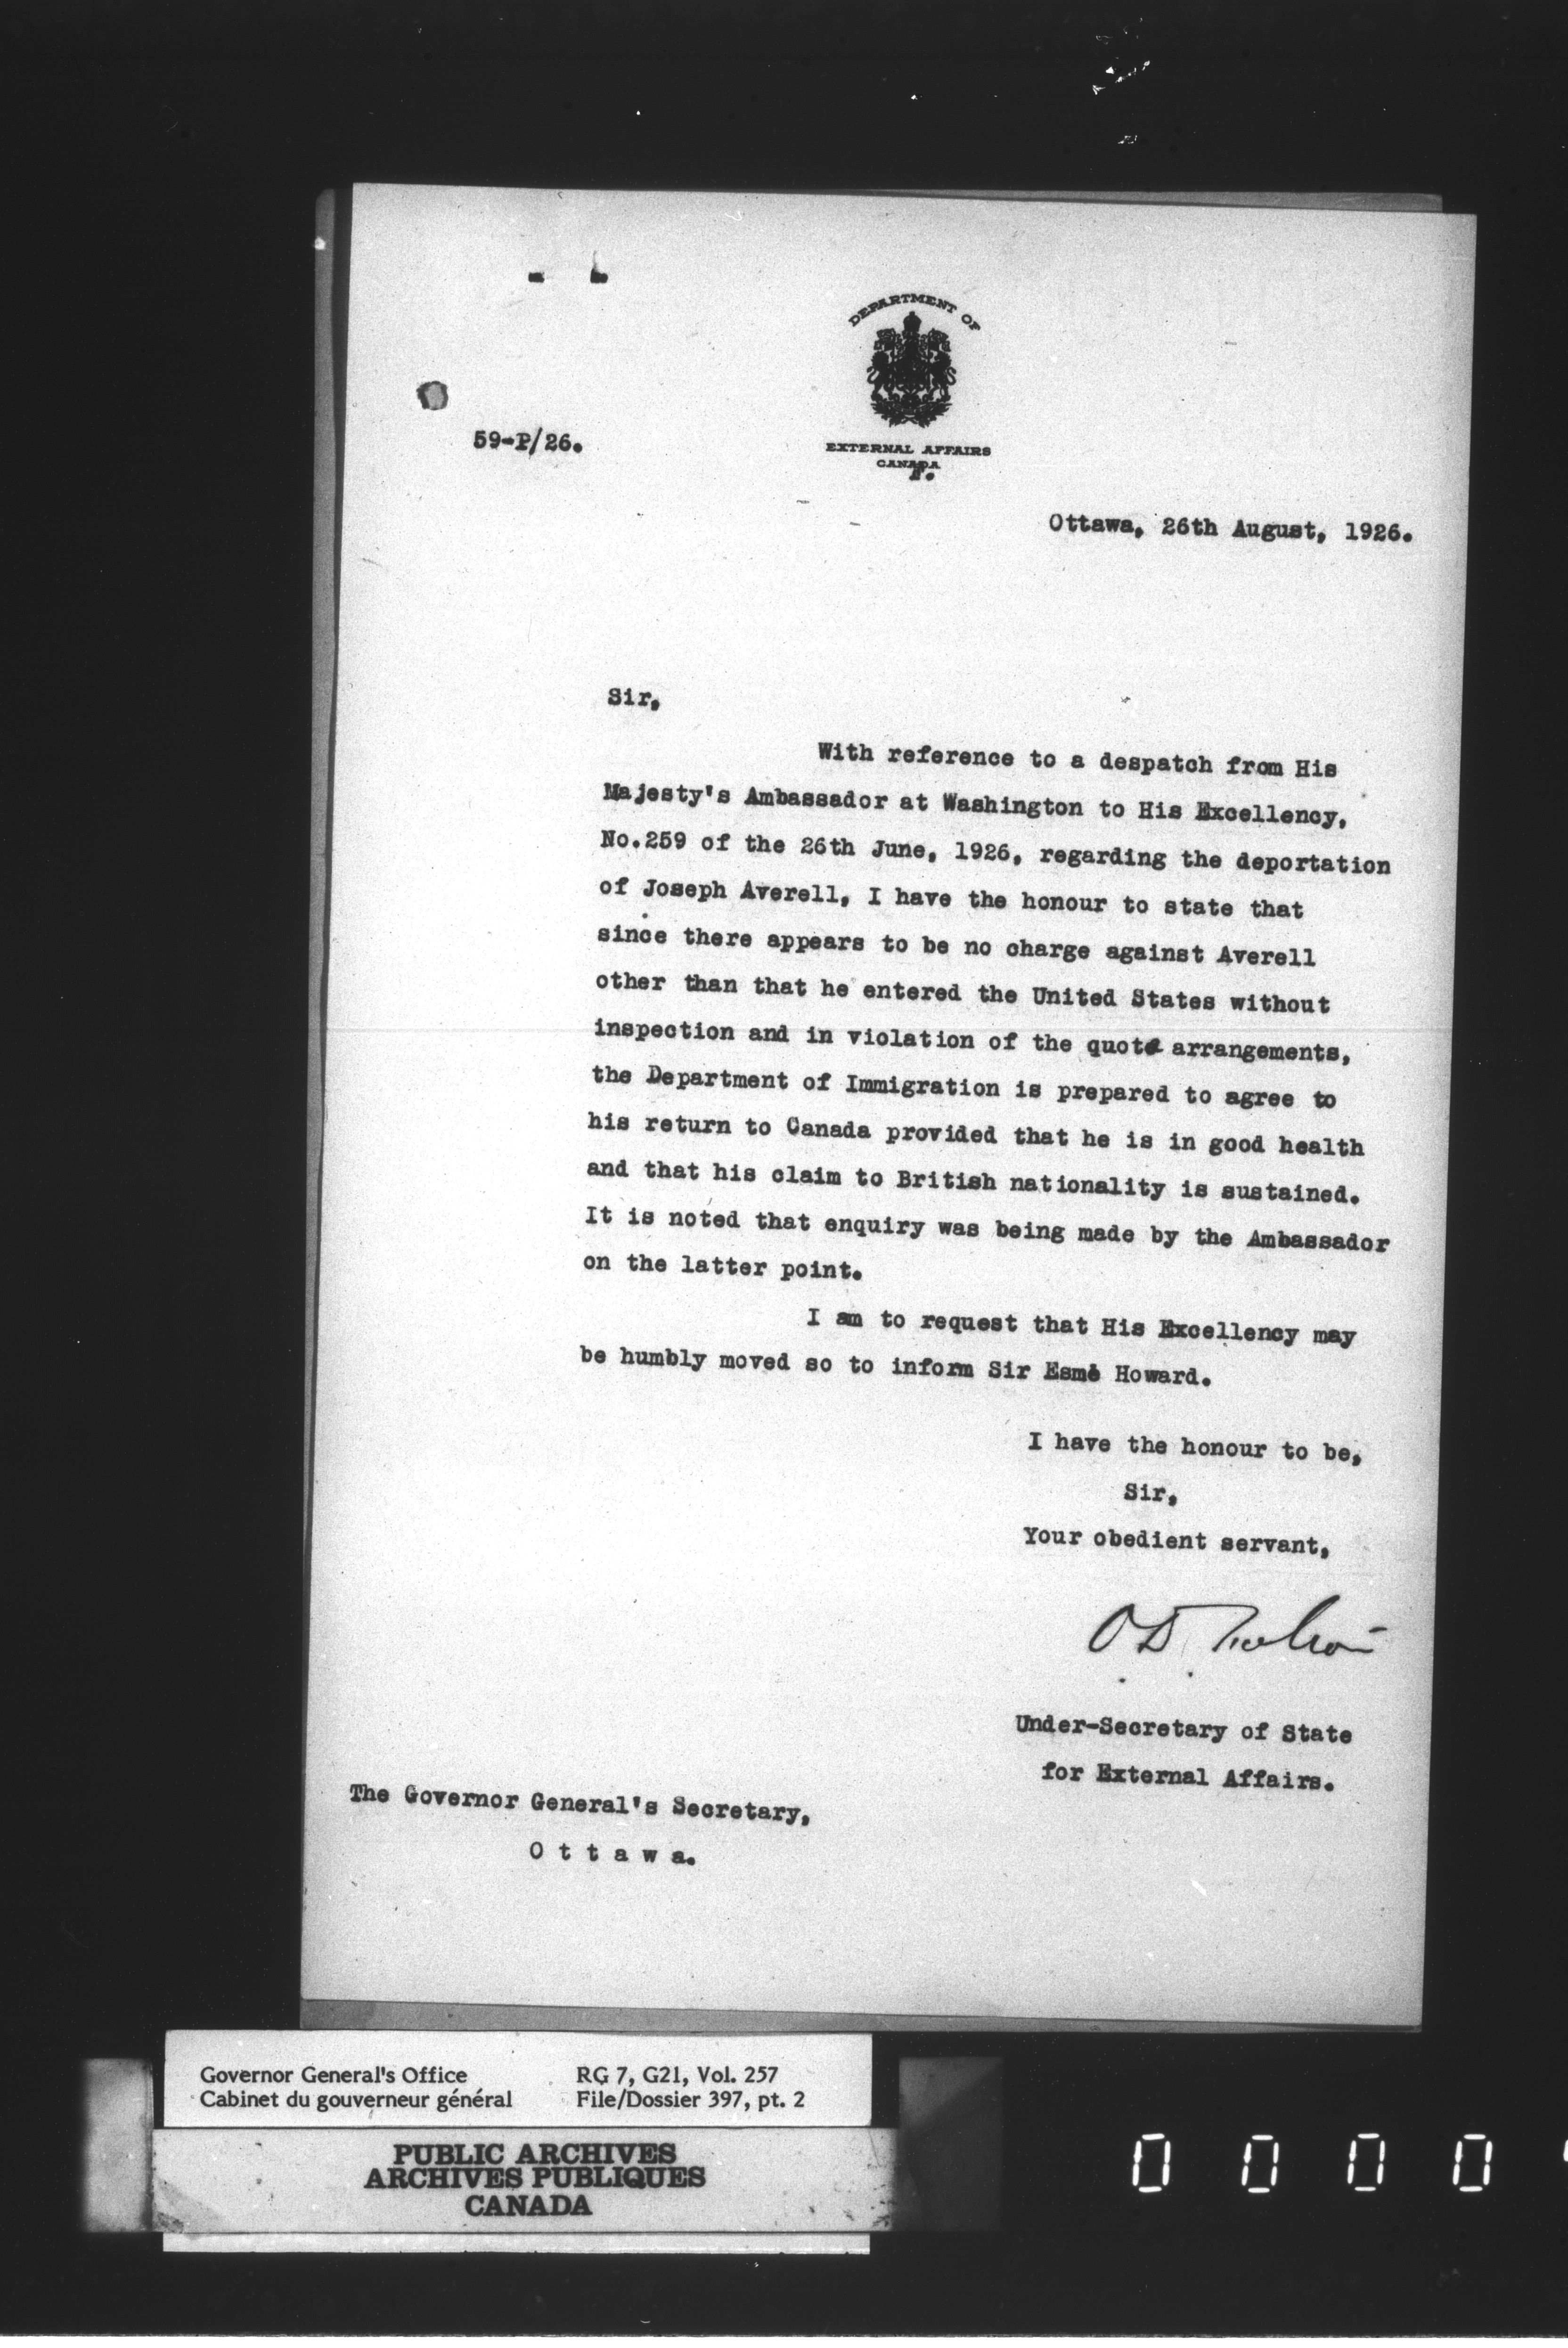 DEPARTMENT OF
EXTERNAL AFFAIRS
CANADA
59-P/26.
Ottawa, 26th August, 1926.
Sir,
With reference to a despatch from His
Majesty's Ambassador at Washington to His Excellency,
No.259 of the 26th June, 1926, regarding the deportation
of Joseph Averell, I have the honour to state that
since there appears to be no charge against Averell
other than that he entered the United States without
inspection and in violation of the quota arrangements,
the Department of Immigration is prepared to agree to
his return to Canada provided that he is in good health
and that his claim to British nationality is sustained.
It is noted that enquiry was being made by the Ambassador
on the latter point.
I am to request that His Excellency may
be humbly moved so to inform Sir Esmé Howard.
I have the honour to be,
Sir,
Your obedient servant,
O D
Under-Secretary of State
for External Affairs.
The Governor General's Secretary,
O t t a w a.
Governor General's Office RG 7, G21, Vol. 257
Cabinet du gouverneur général File/Dossier 397, pt. 2
PUBLIC ARCHIVES
ARCHIVES PUBLIQUES
CANADA
0 0 0 0